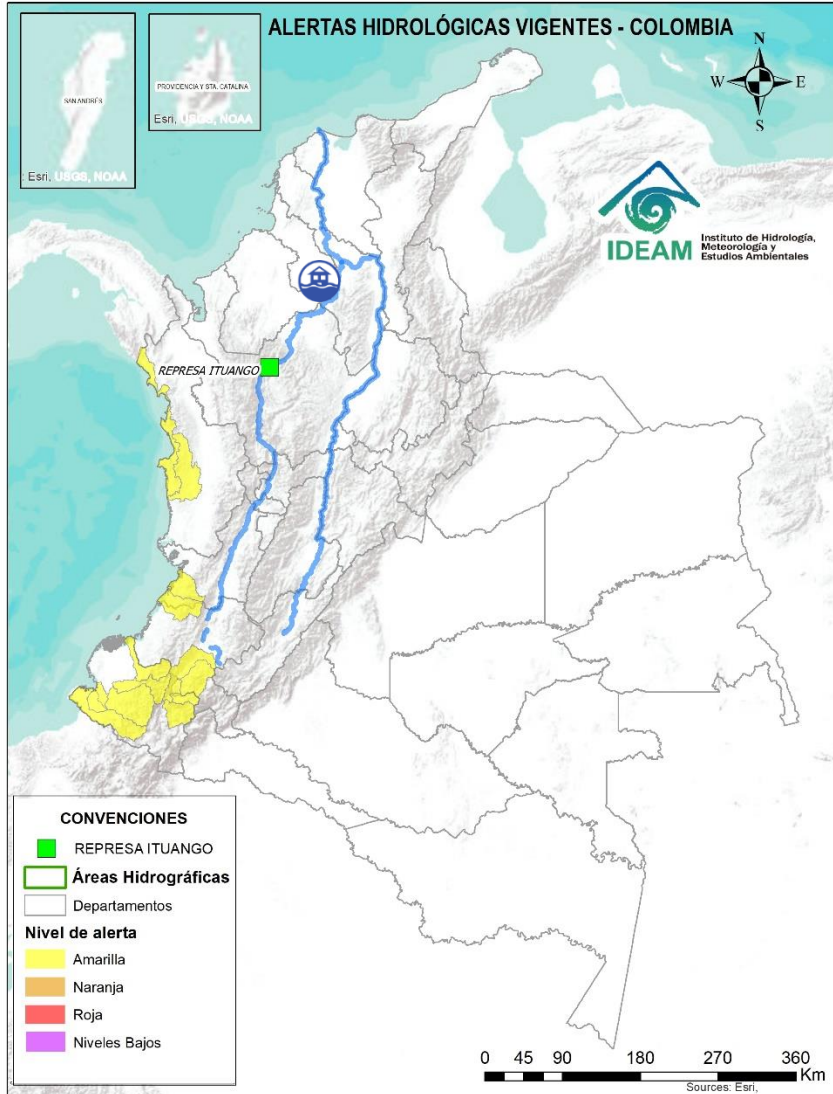 ALERTAS HIDROLÓGICAS VIGENTES - COLOMBIA
SAN ANDRÉS
Esri, USGS, NOAA
PROVIDENCIA Y STA. CATALINA
Esri, USGS, NOAA
N
W
E
S
IDEAM
Instituto de Hidrología,
Meteorología y
Estudios Ambientales
REPRESA ITUANGO
CONVENCIONES
REPRESA ITUANGO
Áreas Hidrográficas
Departamentos
Nivel de alerta
Amarilla
Naranja
Roja
Niveles Bajos
0 45 90 180 270 360
Km
Sources: Esri,